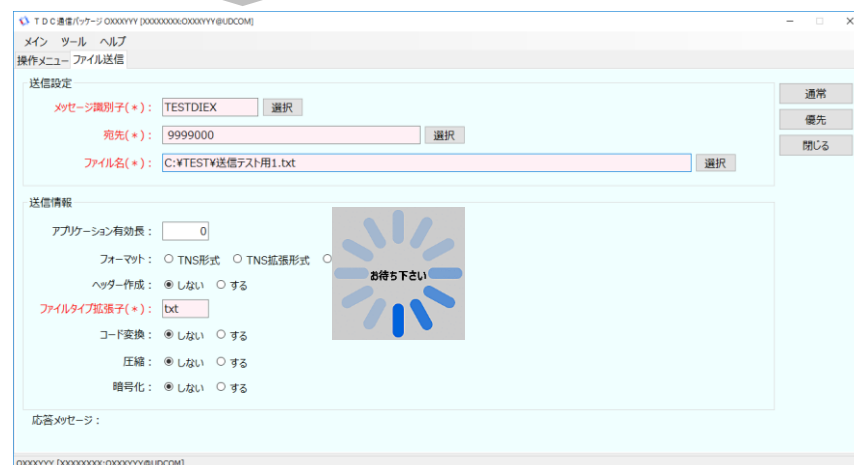 TDC通信パッケージ OXXXYYY [XXXXXXXX:OXXXYYY@UDCOM]
メイン ツール ヘルプ
操作メニュー ファイル送信
送信設定
メッセージ識別子(*)： TESTDIEX 選択
宛先(*)： 9999000 選択
ファイル名(*)： C:¥TEST¥送信テスト用1.txt 選択
通常
優先
閉じる
送信情報
アプリケーション有効長： 0
フォーマット： TNS形式 TNS拡張形式
ヘッダー作成： しない する
ファイルタイプ拡張子(*)： txt
コード変換： しない する
圧縮： しない する
暗号化： しない する
お待ち下さい
応答メッセージ：
OXXXYYY [XXXXXXXX:OXXXYYY@UDCOM]